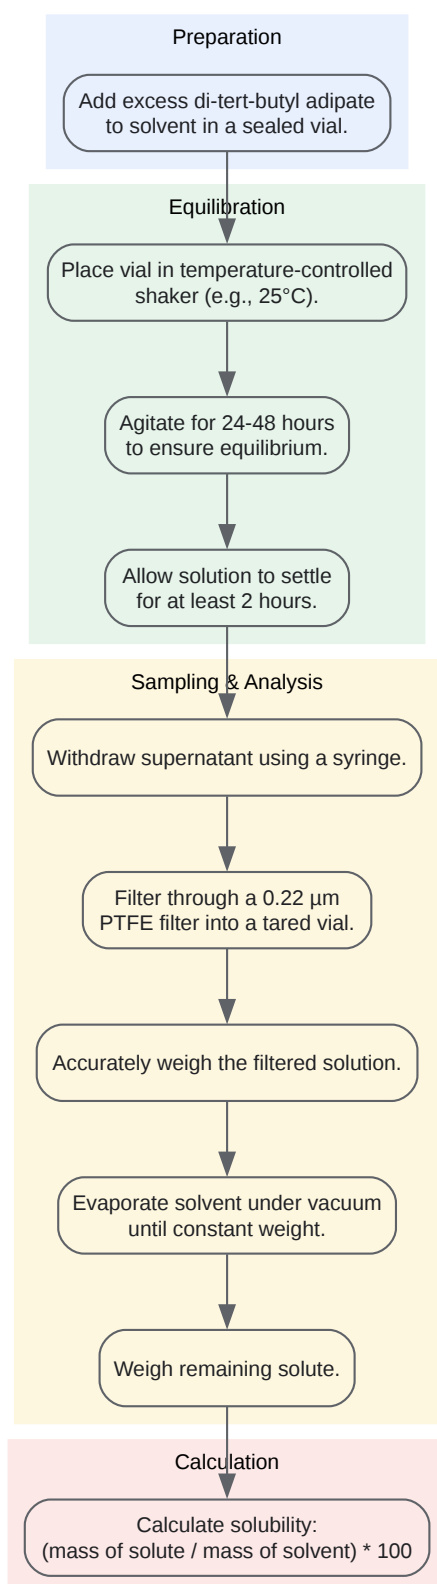 Preparation
Add excess di-tert-butyl adipate
to solvent in a sealed vial.
Equilibration
Place vial in temperature-controlled
shaker (e.g., 25°C).
Agitate for 24-48 hours
to ensure equilibrium.
Allow solution to settle
for at least 2 hours.
Sampling & Analysis
Withdraw supernatant using a syringe.
Filter through a 0.22 µm
PTFE filter into a tared vial.
Accurately weigh the filtered solution.
Evaporate solvent under vacuum
until constant weight.
Weigh remaining solute.
Calculation
Calculate solubility:
(mass of solute / mass of solvent) * 100